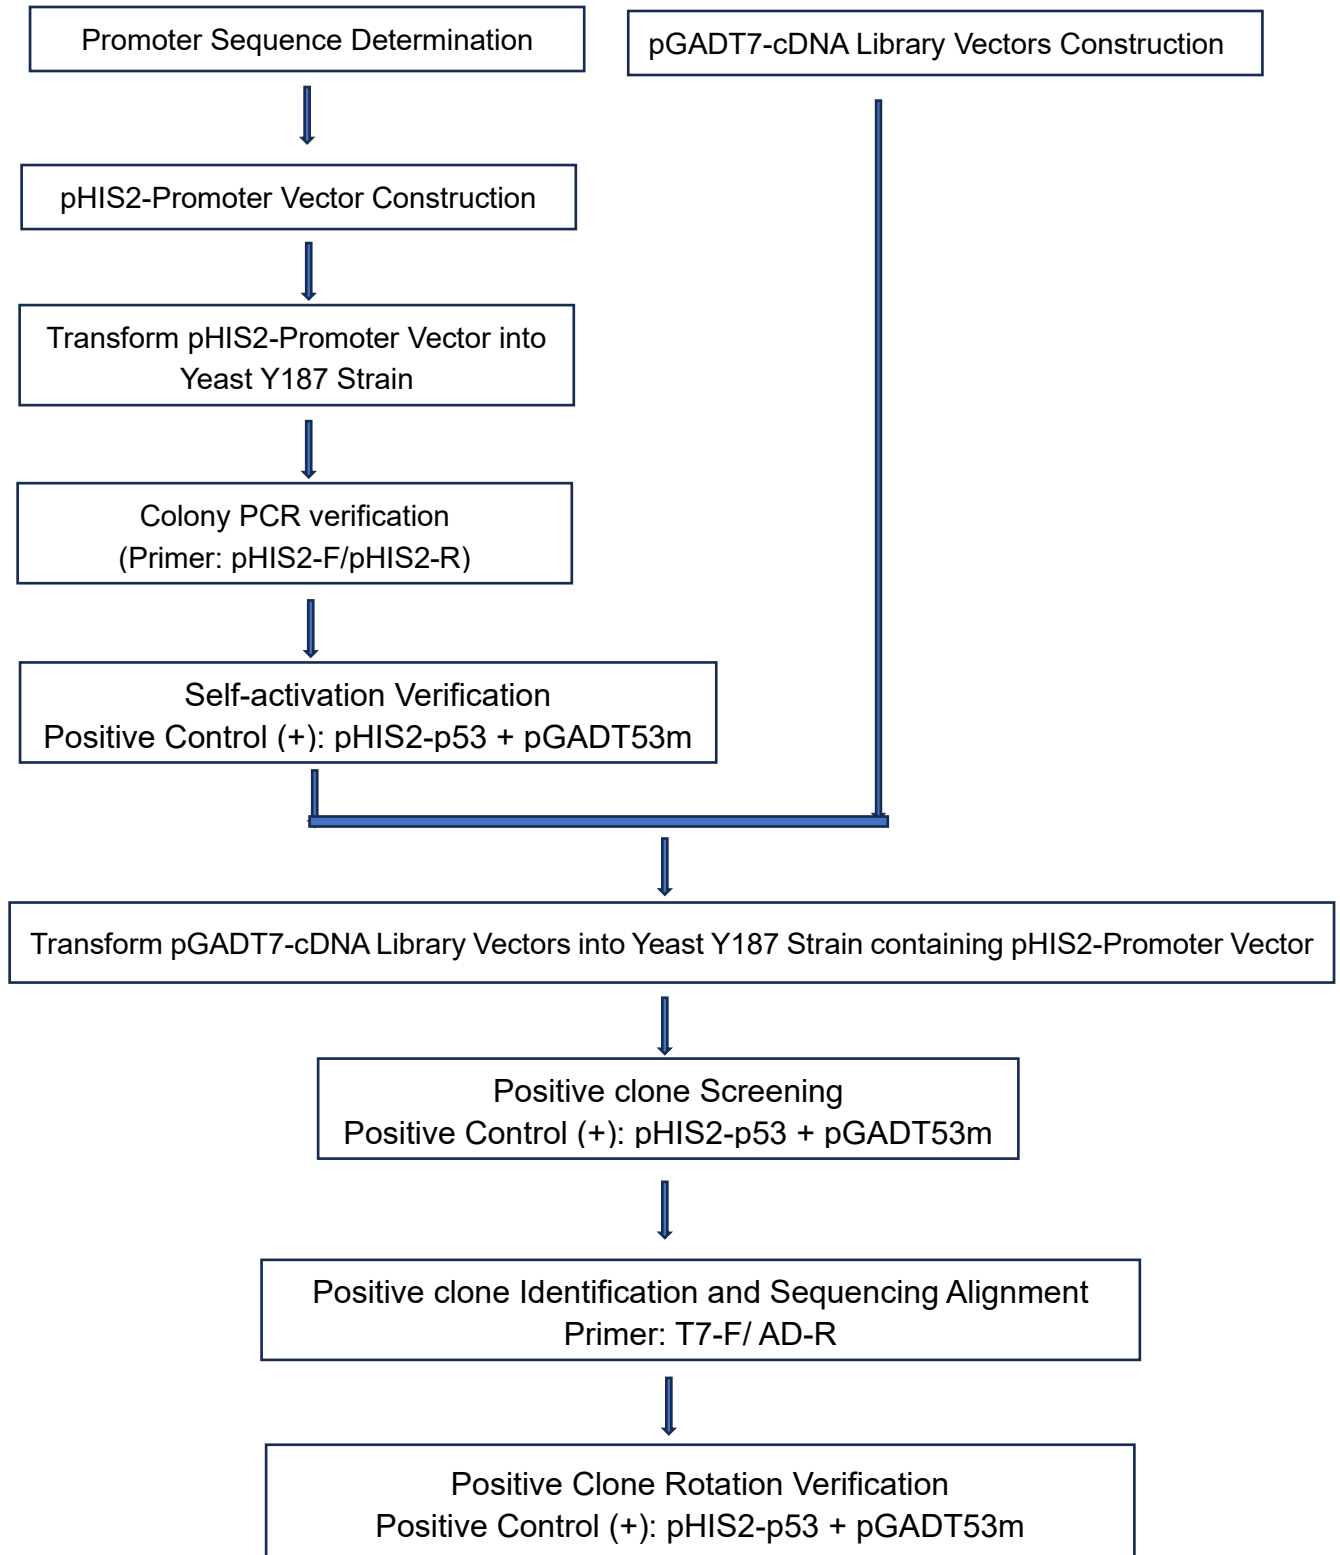 Promoter Sequence Determination
pGADT7-cDNA Library Vectors Construction
pHIS2-Promoter Vector Construction
Transform pHIS2-Promoter Vector into
Yeast Y187 Strain
Colony PCR verification
(Primer: pHIS2-F/pHIS2-R)
Self-activation Verification
Positive Control (+): pHIS2-p53 + pGADT53m
Transform pGADT7-cDNA Library Vectors into Yeast Y187 Strain containing pHIS2-Promoter Vector
Positive clone Screening
Positive Control (+): pHIS2-p53 + pGADT53m
Positive clone Identification and Sequencing Alignment
Primer: T7-F/ AD-R
Positive Clone Rotation Verification
Positive Control (+): pHIS2-p53 + pGADT53m